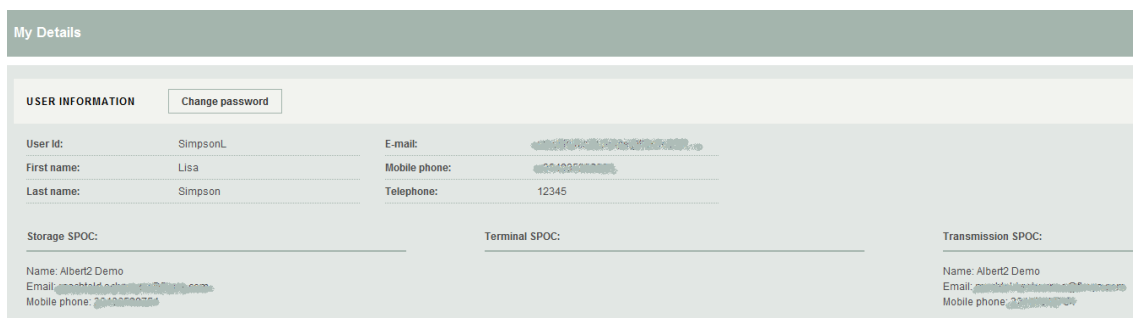 My Details
USER INFORMATION Change password
User Id: SimpsonL E-mail:
First name: Lisa Mobile phone:
Last name: Simpson Telephone: 12345
Storage SPOC: Terminal SPOC: Transmission SPOC:
Name: Albert2 Demo Name: Albert2 Demo
Email: Email:
Mobile phone: Mobile phone: